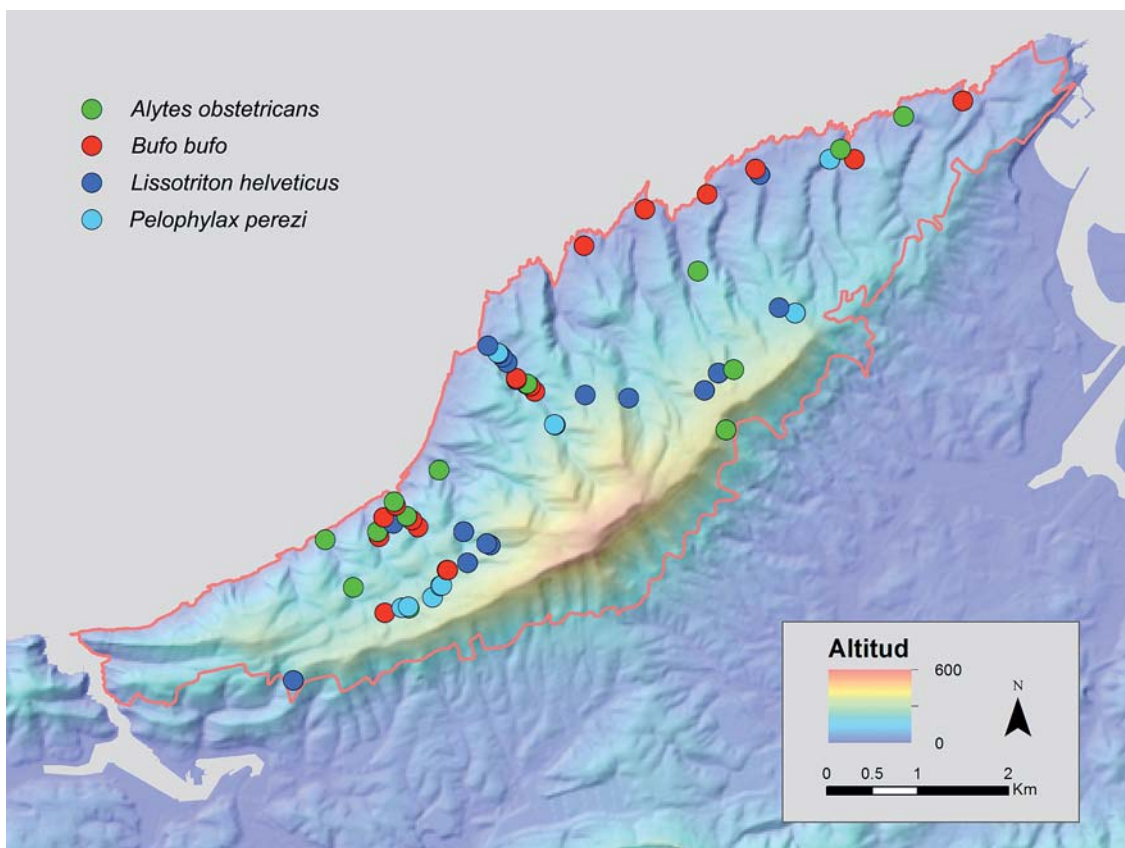 Alytes obstetricans
Bufo bufo
Lissotriton helveticus
Pelophylax perezi
Altitud
600
0
N
0 0.5 1 2
Km